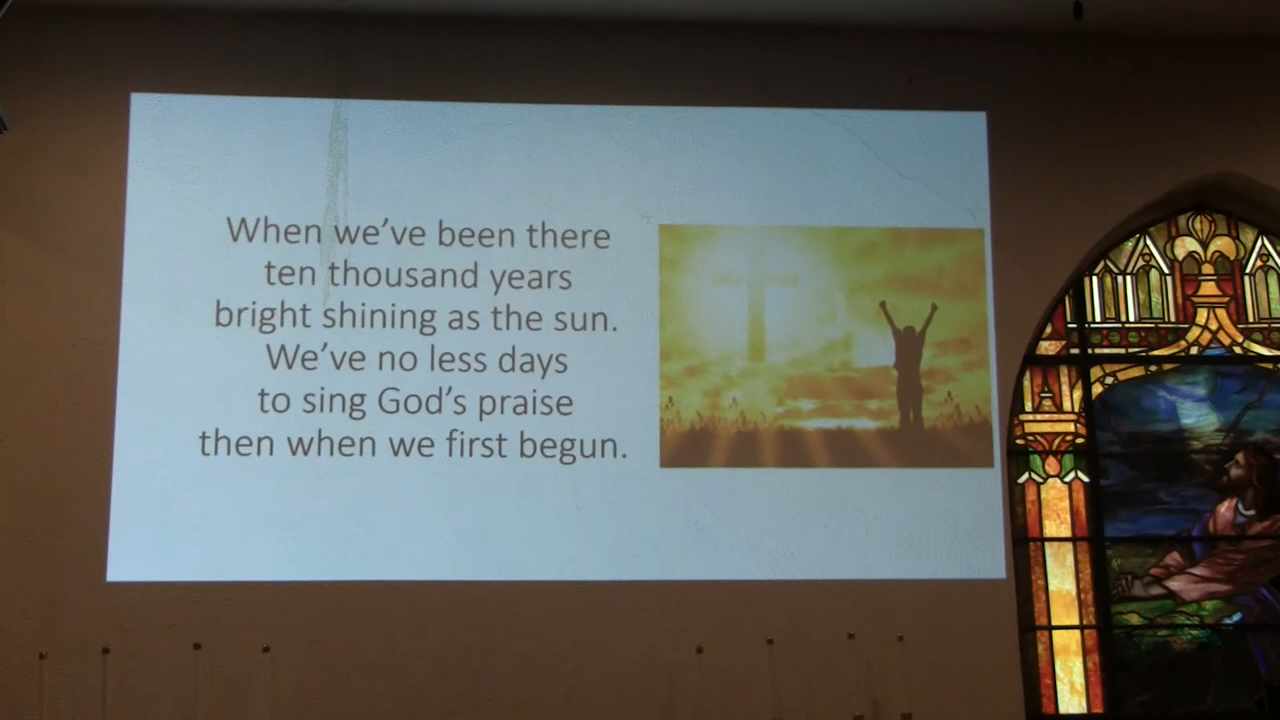 When we've been there
ten thousand years
bright shining as the sun.
We've no less days
to sing God's praise
then when we first begun.